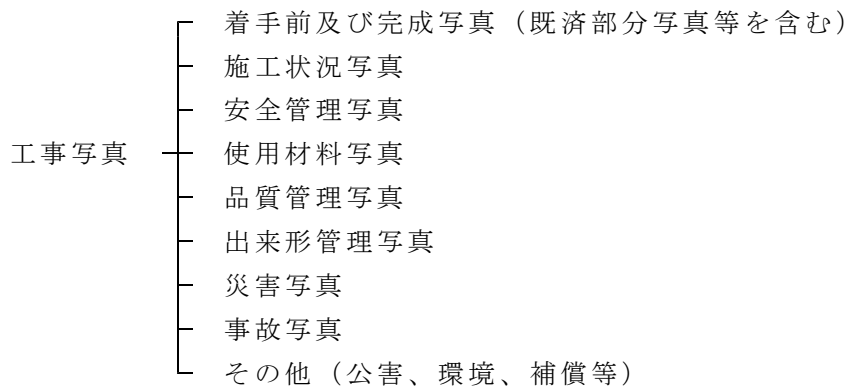 着手前及び完成写真（既済部分写真等を含む）
施工状況写真
安全管理写真
工事写真 使用材料写真
品質管理写真
出来形管理写真
災害写真
事故写真
その他（公害、環境、補償等）